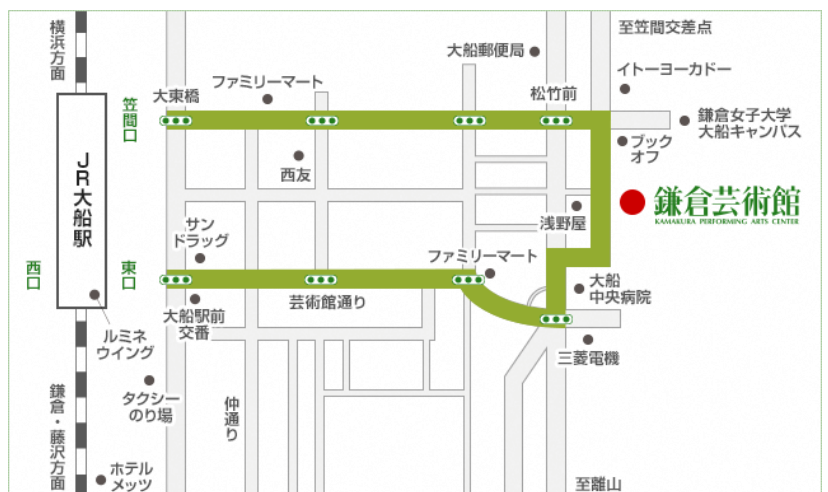 横浜方面
笠間口
大東橋
ファミリーマート
大船郵便局
松竹前
至笠間交差点
イトーヨーカドー
鎌倉女子大学
大船キャンパス
ブック
オフ
JR大船駅
西友
鎌倉芸術館
KAMAKURA PERFORMING ARTS CENTER
浅野屋
サン
ドラッグ
ファミリーマート
西口
東口
芸術館通り
大船
中央病院
大船駅前
交番
ルミネ
ウイング
三菱電機
タクシー
のり場
仲通り
鎌倉・藤沢方面
ホテル
メッツ
至離山